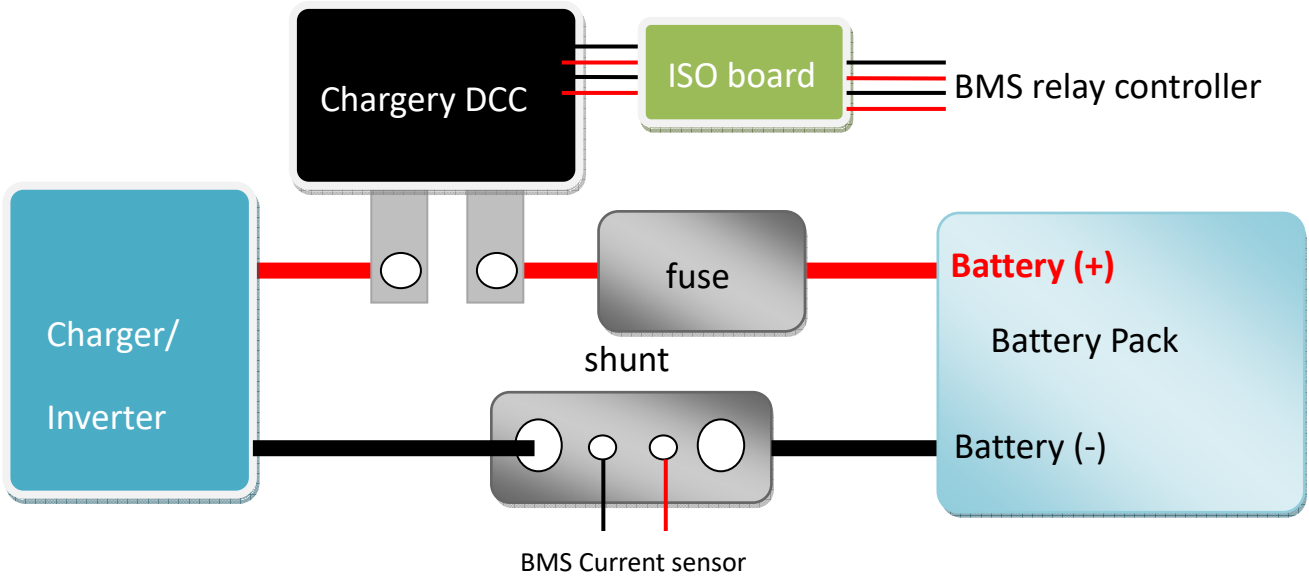 Chargery DCC
ISO board
BMS relay controller
Charger/
Inverter
fuse
Battery (+)
Battery Pack
shunt
Battery (-)
BMS Current sensor